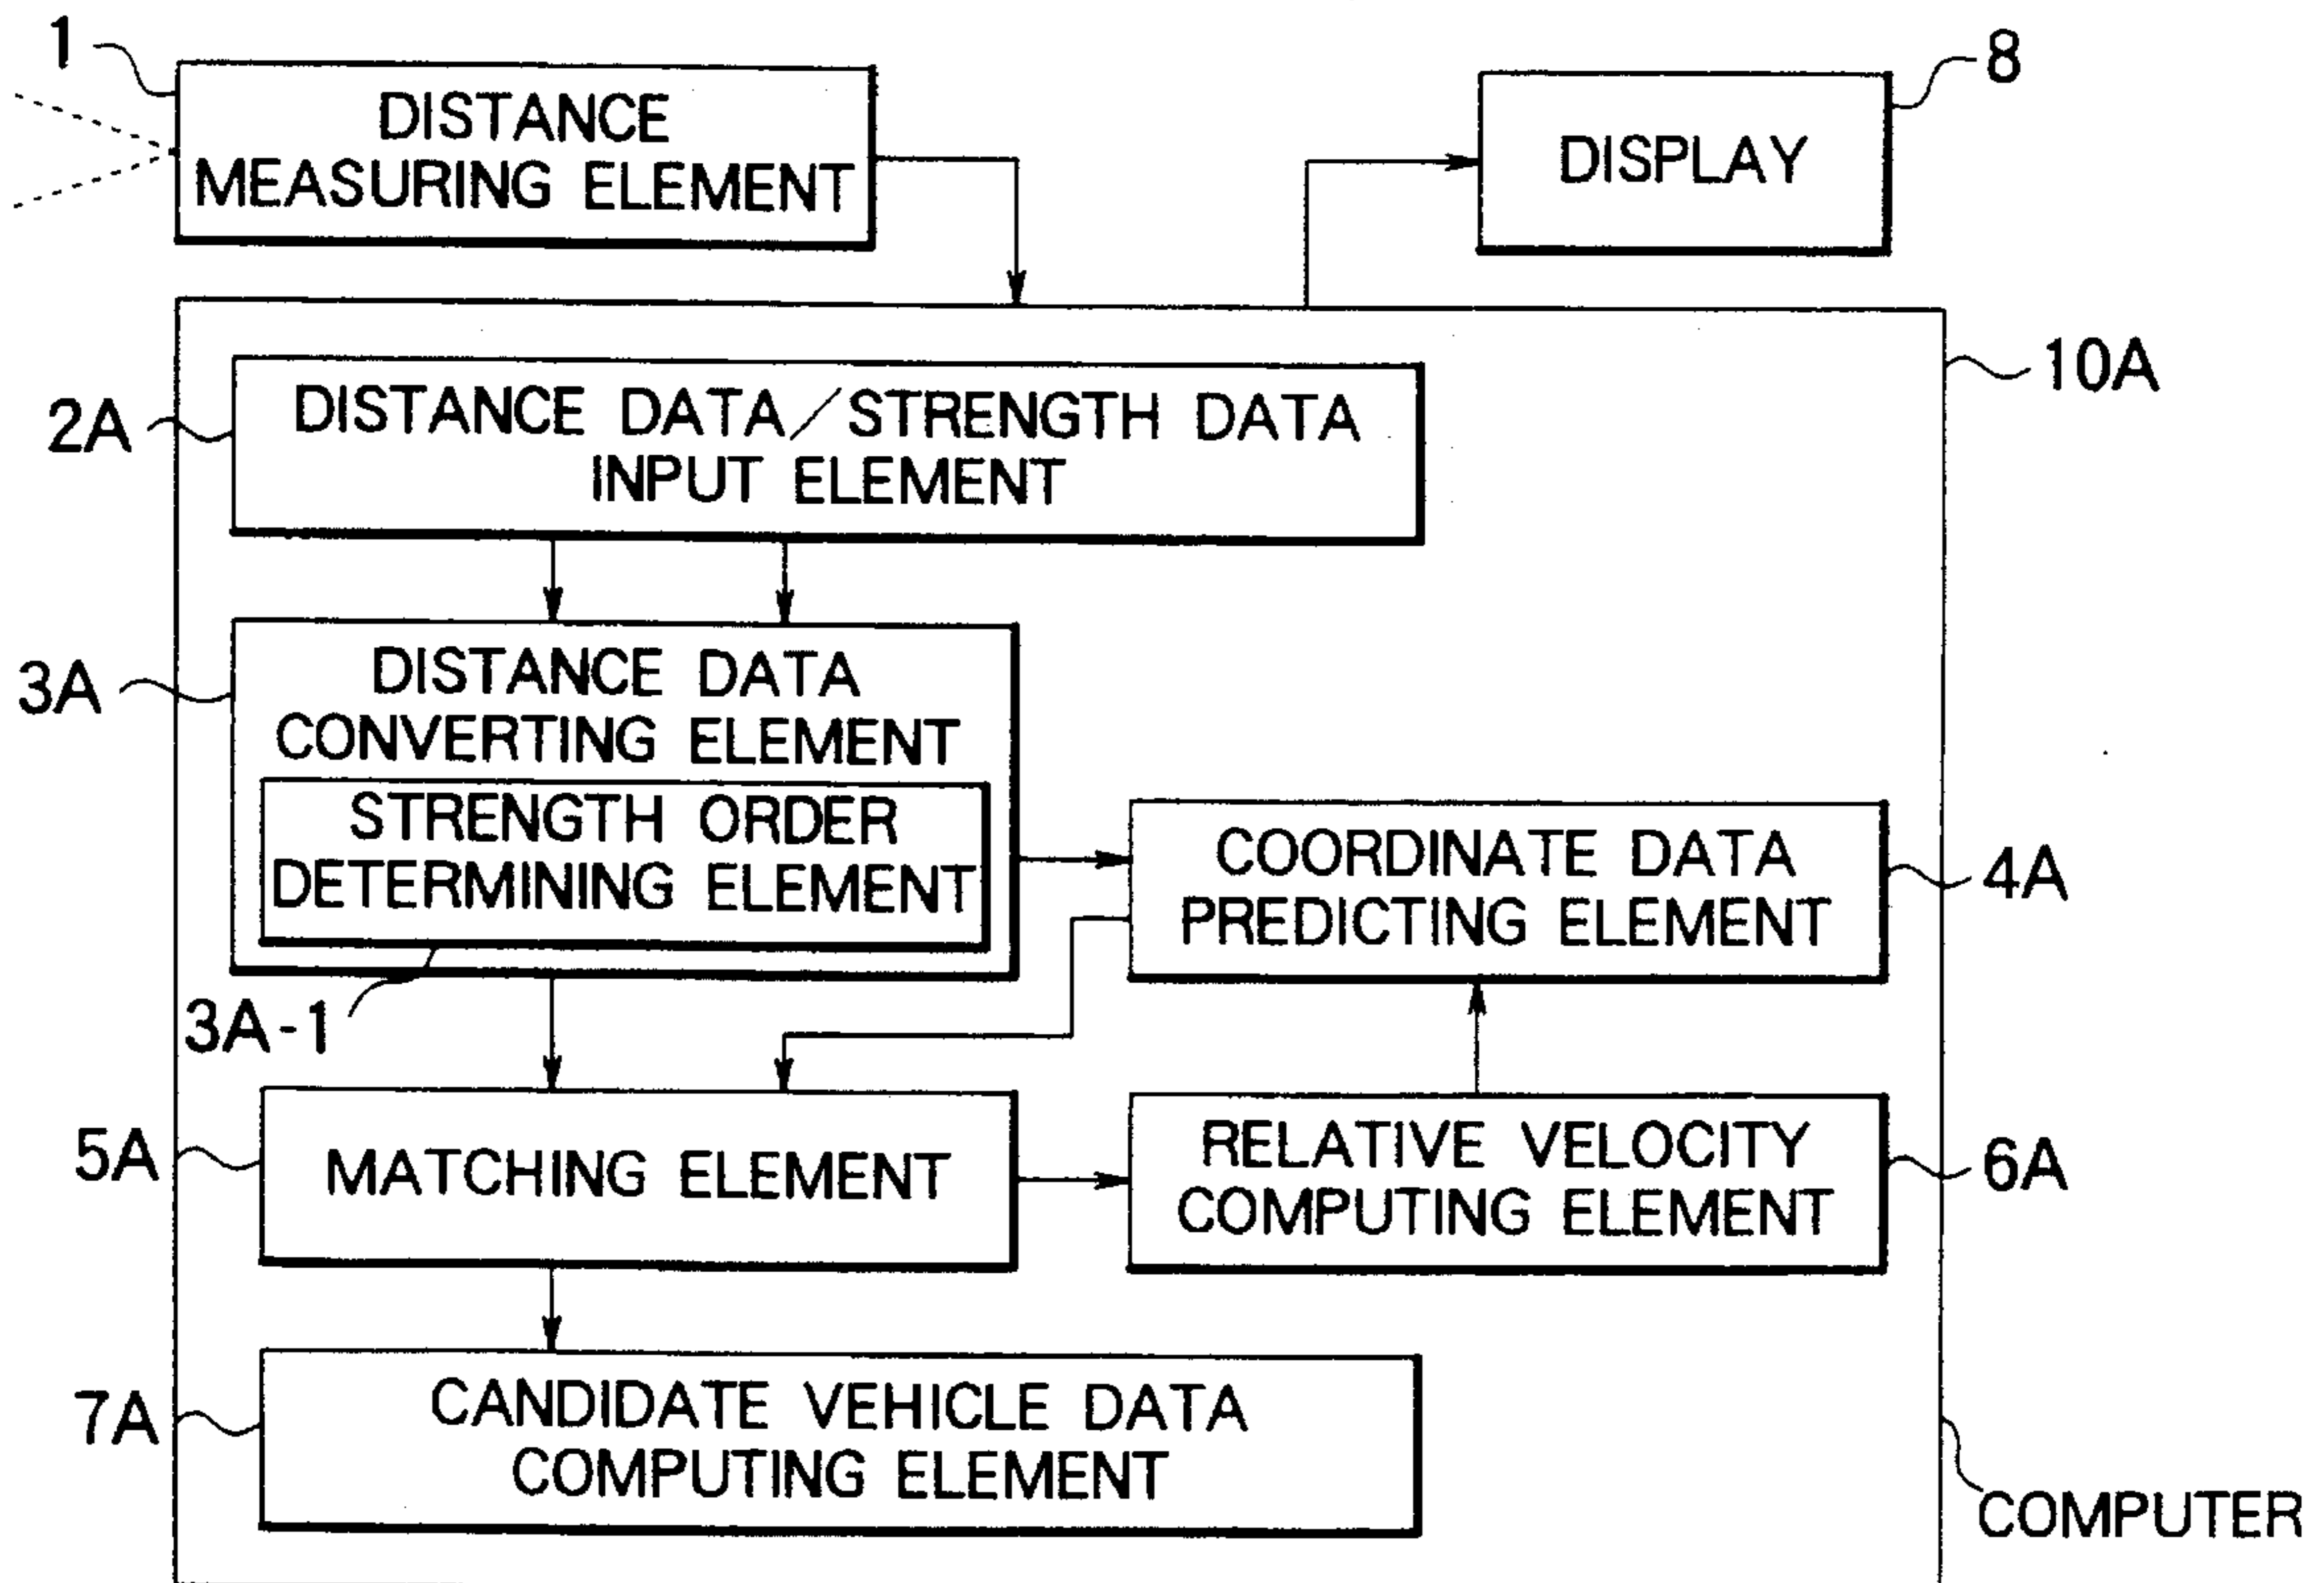 1
DISTANCE
MEASURING ELEMENT
8
DISPLAY
10A
2A
DISTANCE DATA/STRENGTH DATA
INPUT ELEMENT
3A
DISTANCE DATA
CONVERTING ELEMENT
STRENGTH ORDER
DETERMINING ELEMENT
3A-1
COORDINATE DATA
PREDICTING ELEMENT
4A
5A
MATCHING ELEMENT
RELATIVE VELOCITY
COMPUTING ELEMENT
6A
7A
CANDIDATE VEHICLE DATA
COMPUTING ELEMENT
COMPUTER